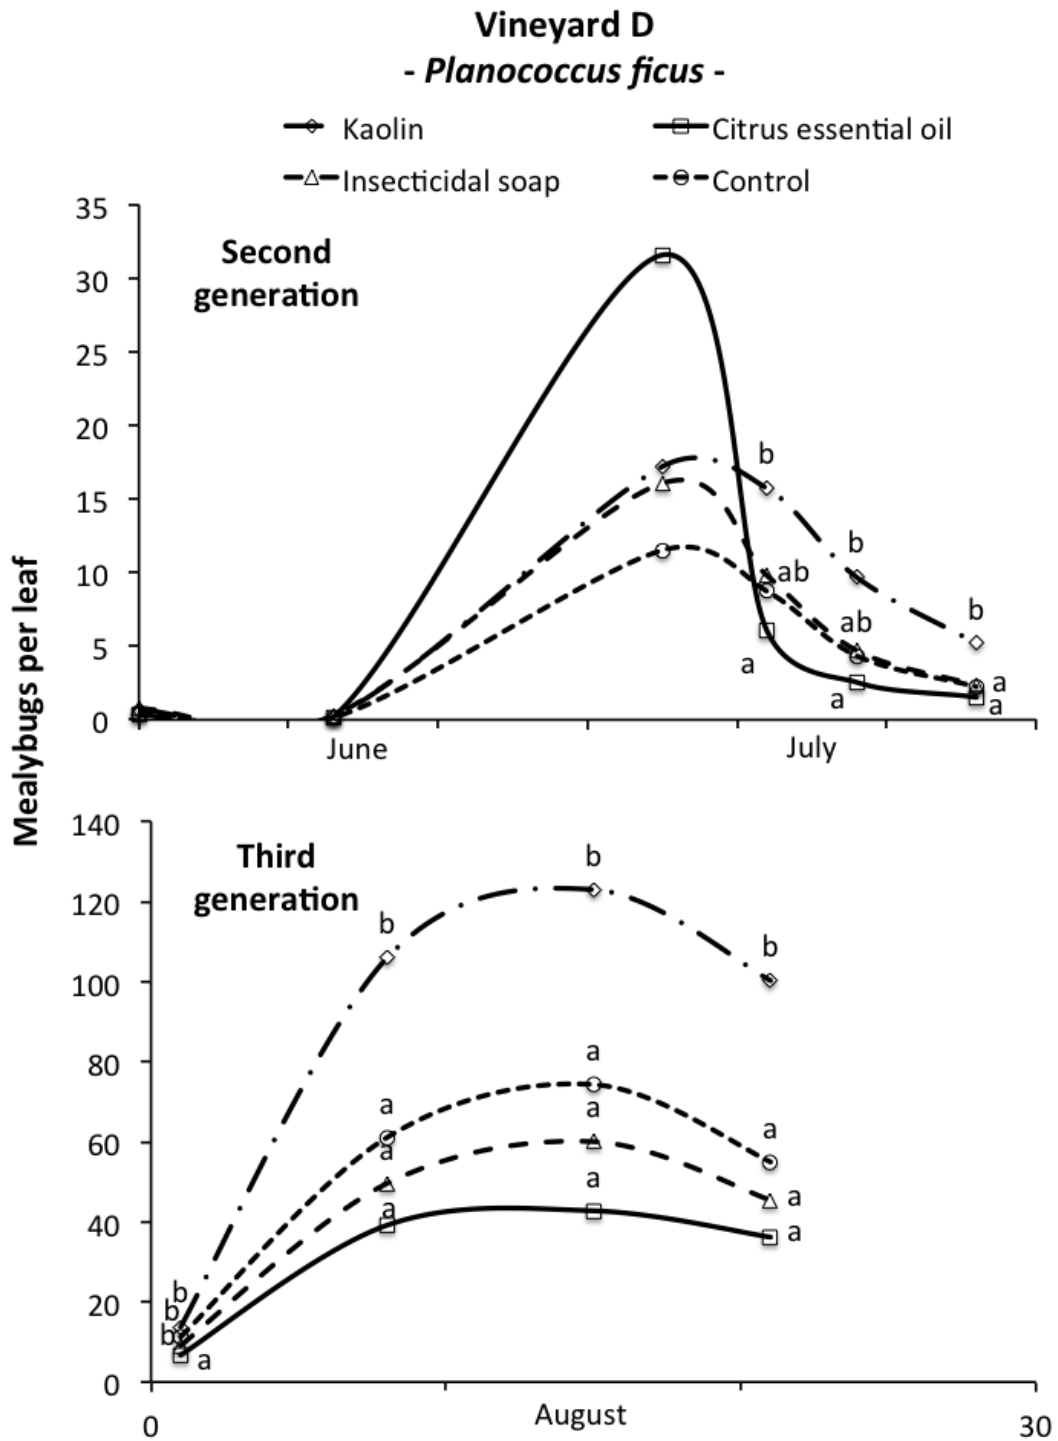 Vineyard D
- Planococcus ficus -
Kaolin
Citrus essential oil
Insecticidal soap
Control
Mealybugs per leaf
35
30
25
20
15
10
5
0
Second
generation
b
b
b
ab
ab
a
a
a
a
June
July
140
120
100
80
60
40
20
0
Third
generation
b
b
b
a
a
a
a
a
a
a
a
a
b
b
b
a
0
August
30